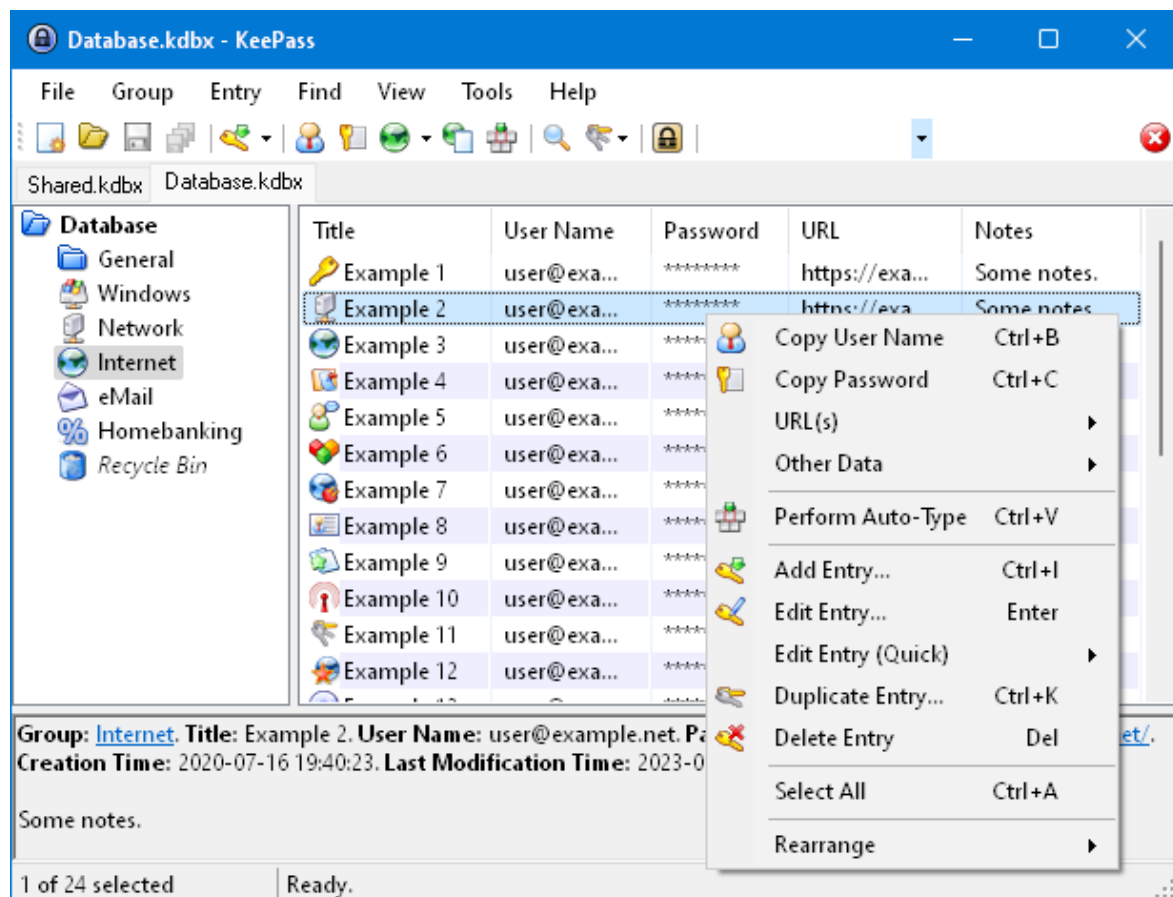 Database.kdbx - KeePass
File Group Entry Find View Tools Help
Shared.kdbx Database.kdbx
Database
General
Windows
Network
Internet
eMail
Homebanking
Recycle Bin
Title User Name Password URL Notes
Example 1 user@exa... ******** https://exa... Some notes.
Example 2 user@exa... ******** https://exa... Some notes.
Example 3 user@exa...
Example 4 user@exa...
Example 5 user@exa...
Example 6 user@exa...
Example 7 user@exa...
Example 8 user@exa...
Example 9 user@exa...
Example 10 user@exa...
Example 11 user@exa...
Example 12 user@exa...
Copy User Name Ctrl+B
Copy Password Ctrl+C
URL(s)
Other Data
Perform Auto-Type Ctrl+V
Add Entry... Ctrl+I
Edit Entry... Enter
Edit Entry (Quick)
Duplicate Entry... Ctrl+K
Delete Entry Del
Select All Ctrl+A
Rearrange
Group: Internet. Title: Example 2. User Name: user@example.net. et/.
Creation Time: 2020-07-16 19:40:23. Last Modification Time: 2023-0
Some notes.
1 of 24 selected Ready.